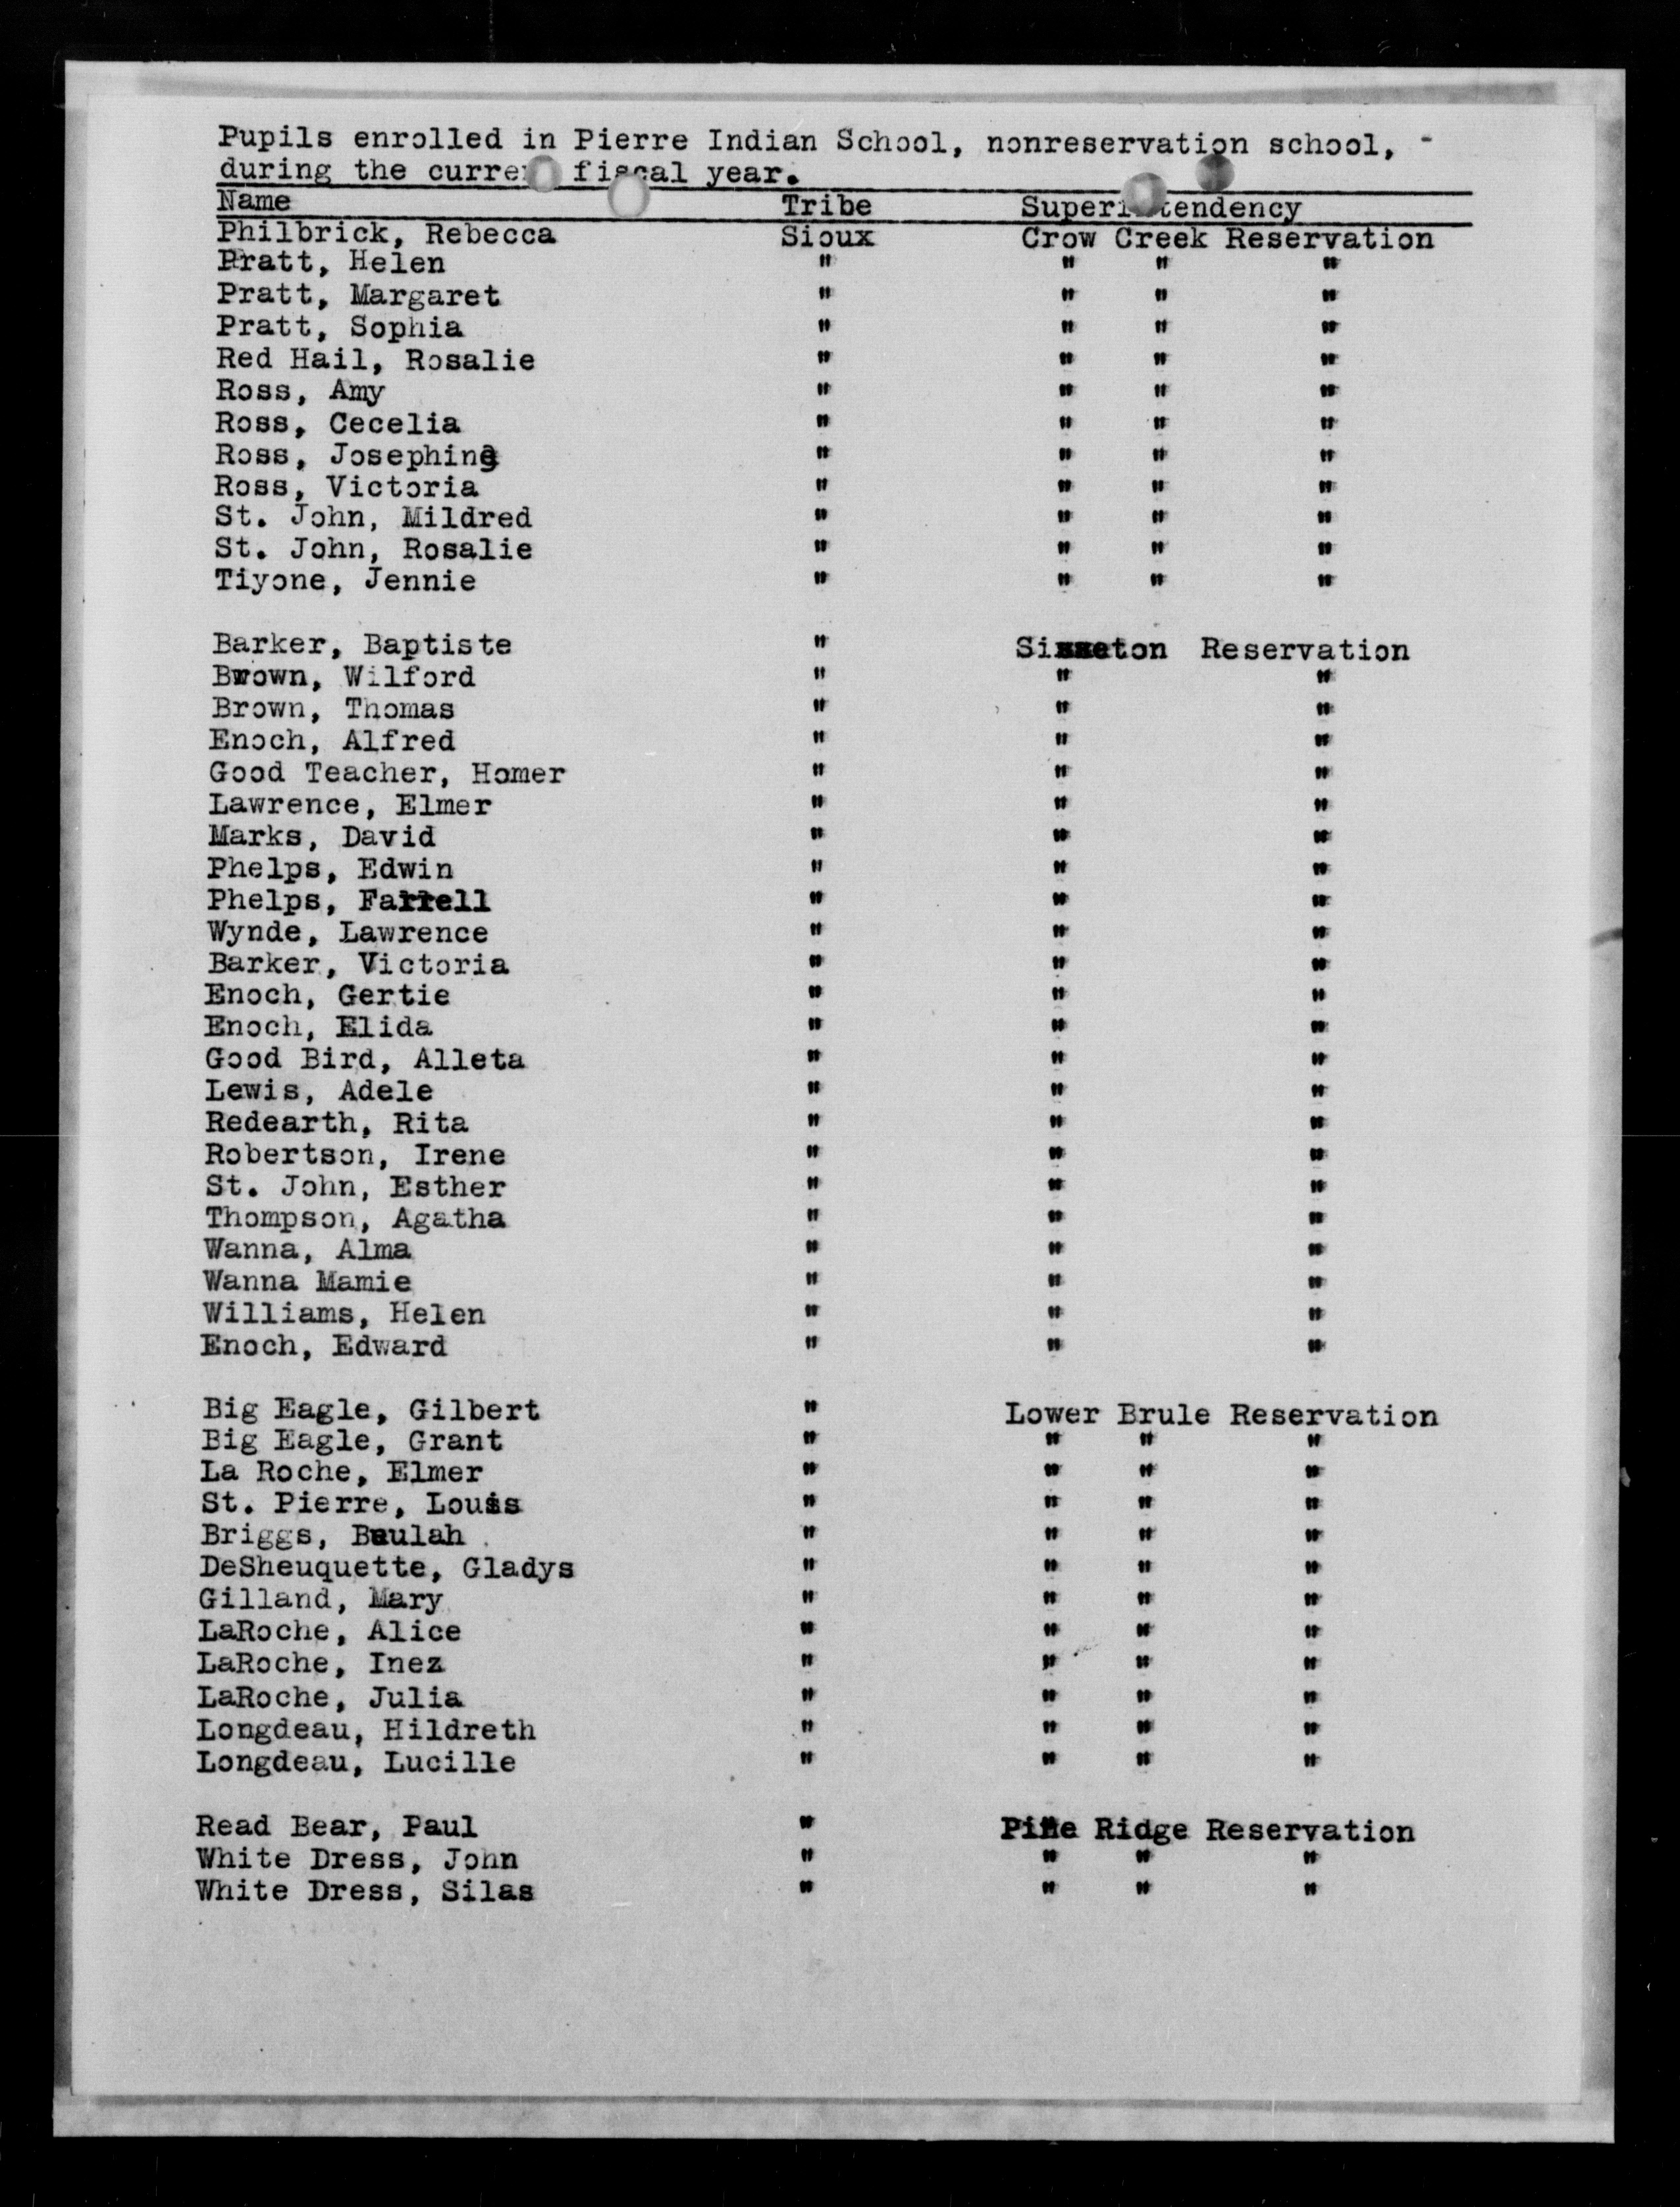 Pupils enrolled in Pierre Indian School, nonreservation school,
during the current fiscal year.
Name Tribe Superintendency
Philbrick, Rebecca Sioux Crow Creek Reservation
Pratt, Helen " " " "
Pratt, Margaret " " " "
Pratt, Sophia " " " "
Red Hail, Rosalie " " " "
Ross, Amy " " " "
Ross, Cecelia " " " "
Ross, Josephine " " " "
Ross, Victoria " " " "
St. John, Mildred " " " "
St. John, Rosalie " " " "
Tiyone, Jennie " " " "
Barker, Baptiste " Sisseton Reservation
Brown, Wilford " " "
Brown, Thomas " " "
Enoch, Alfred " " "
Good Teacher, Homer " " "
Lawrence, Elmer " " "
Marks, David " " "
Phelps, Edwin " " "
Phelps, Farrell " " "
Wynde, Lawrence " " "
Barker, Victoria " " "
Enoch, Gertie " " "
Enoch, Elida " " "
Good Bird, Alleta " " "
Lewis, Adele " " "
Redearth, Rita " " "
Robertson, Irene " " "
St. John, Esther " " "
Thompson, Agatha " " "
Wanna, Alma " " "
Wanna Mamie " " "
Williams, Helen " " "
Enoch, Edward " " "
Big Eagle, Gilbert " Lower Brule Reservation
Big Eagle, Grant " " " "
La Roche, Elmer " " " "
St. Pierre, Louis " " " "
Briggs, Beulah " " " "
DeSheuquette, Gladys " " " "
Gilland, Mary " " " "
LaRoche, Alice " " " "
LaRoche, Inez " " " "
LaRoche, Julia " " " "
Longdeau, Hildreth " " " "
Longdeau, Lucille " " " "
Read Bear, Paul " Pine Ridge Reservation
White Dress, John " " " "
White Dress, Silas " " " "